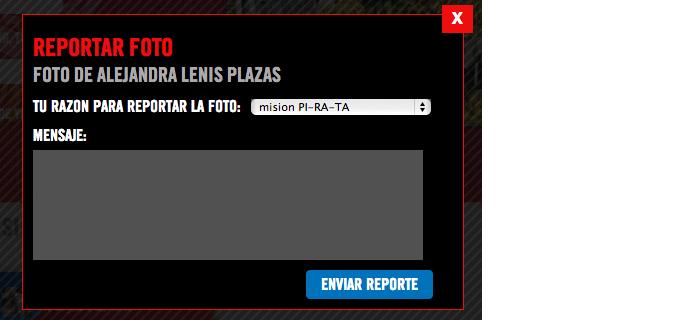 X
REPORTAR FOTO
FOTO DE ALEJANDRA LENIS PLAZAS
TU RAZON PARA REPORTAR LA FOTO: mision PI-RA-TA
MENSAJE:
ENVIAR REPORTE